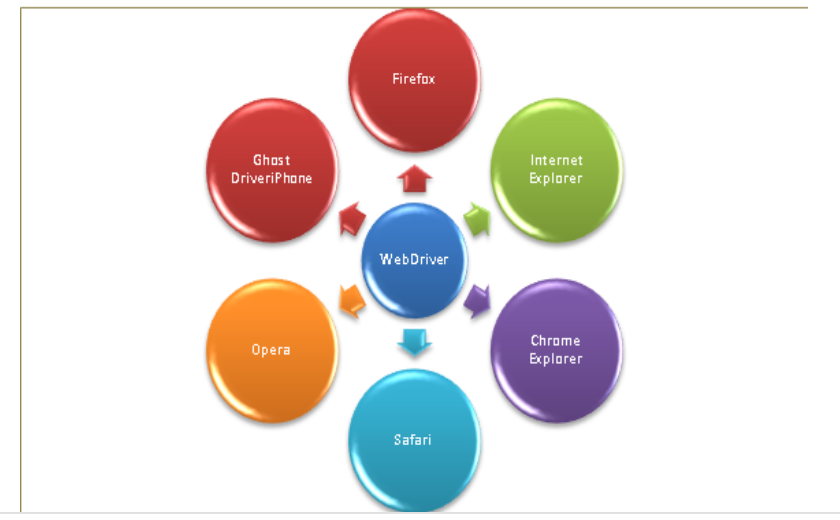 Firefox
Ghost
DriveriPhone
Internet
Explorer
WebDriver
Opera
Chrome
Explorer
Safari